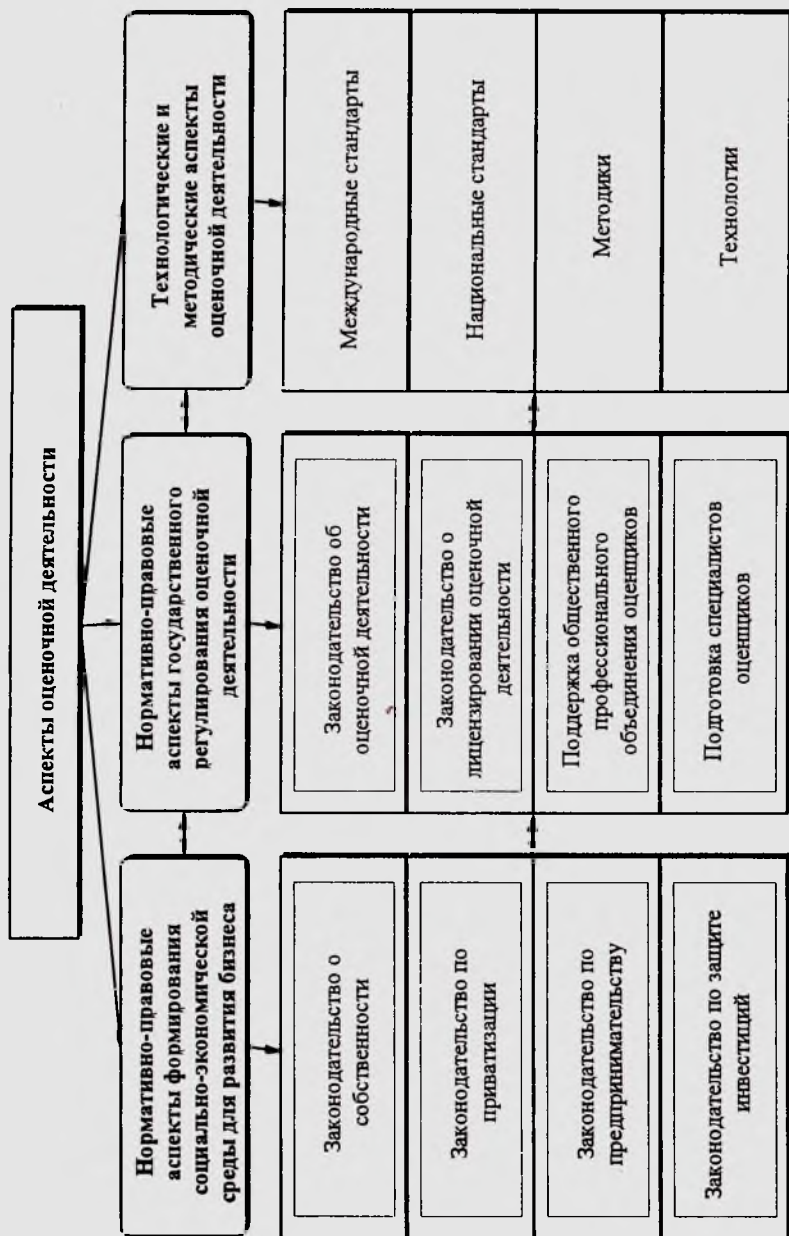 Аспекты оценочной деятельности
Нормативно-правовые
аспекты формирования
социально-экономической
среды для развития бизнеса
Нормативно-правовые
аспекты государственного
регулирования оценочной
деятельности
Технологические и
методические аспекты
оценочной деятельности
Законодательство о
собственности
Законодательство по
приватизации
Законодательство по
предпринимательству
Законодательство по защите
инвестиций
Законодательство об
оценочной деятельности
Законодательство о
лицензировании оценочной
деятельности
Поддержка общественного
профессионального
объединения оценщиков
Подготовка специалистов
оценщиков
Международные стандарты
Национальные стандарты
Методики
Технологии